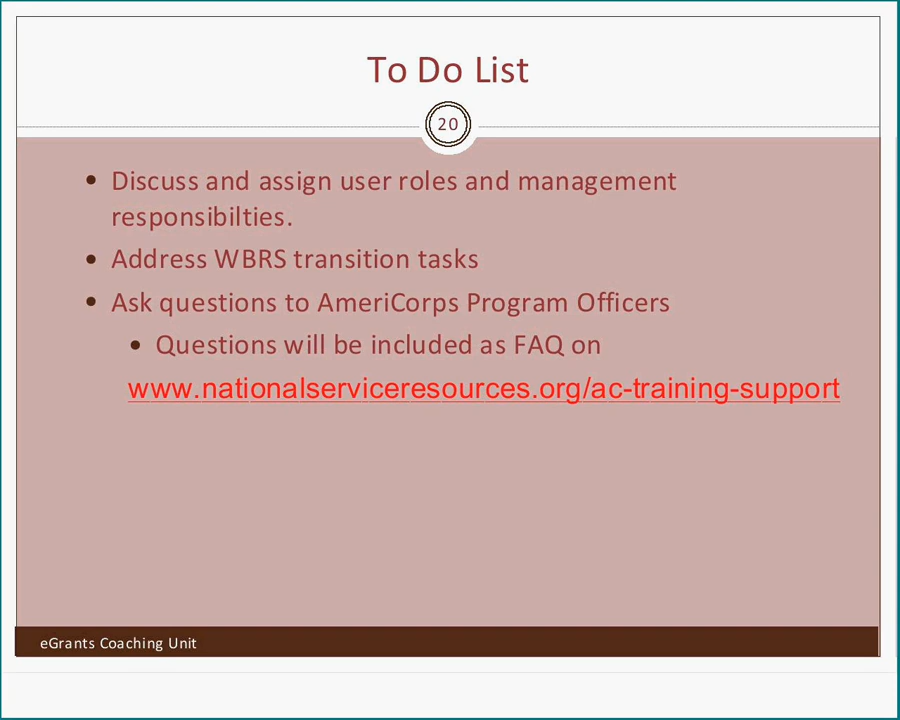 To Do List
20
• Discuss and assign user roles and management
responsibilties.
• Address WBRS transition tasks
• Ask questions to AmeriCorps Program Officers
• Questions will be included as FAQ on
www.nationalserviceresources.org/ac-training-support
eGrants Coaching Unit